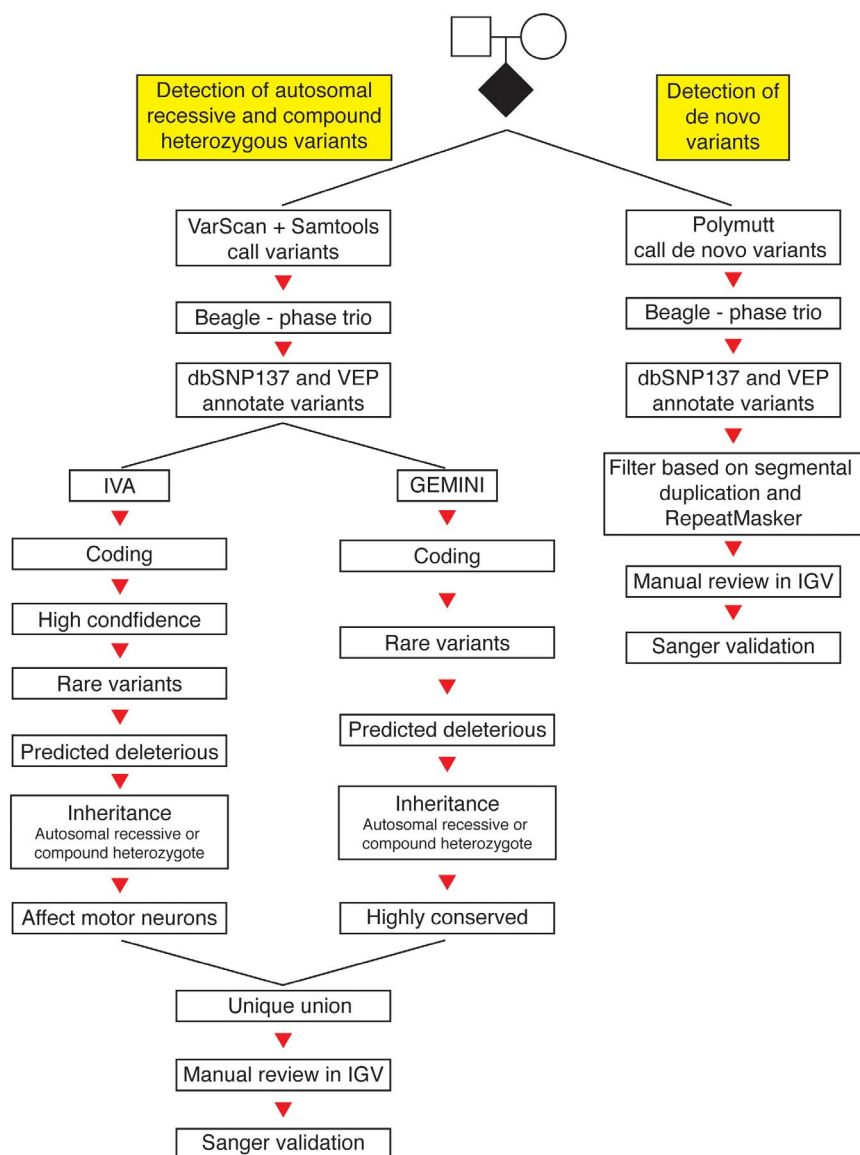 Detection of autosomal
recessive and compound
heterozygous variants
Detection of
de novo
variants
VarScan + Samtools
call variants
Beagle - phase trio
dbSNP137 and VEP
annotate variants
IVA
Coding
High condfidence
Rare variants
Predicted deleterious
Inheritance
Autosomal recessive or
compound heterozygote
Affect motor neurons
GEMINI
Coding
Rare variants
Predicted deleterious
Inheritance
Autosomal recessive or
compound heterozygote
Highly conserved
Unique union
Manual review in IGV
Sanger validation
Polymutt
call de novo variants
Beagle - phase trio
dbSNP137 and VEP
annotate variants
Filter based on segmental
duplication and
RepeatMasker
Manual review in IGV
Sanger validation